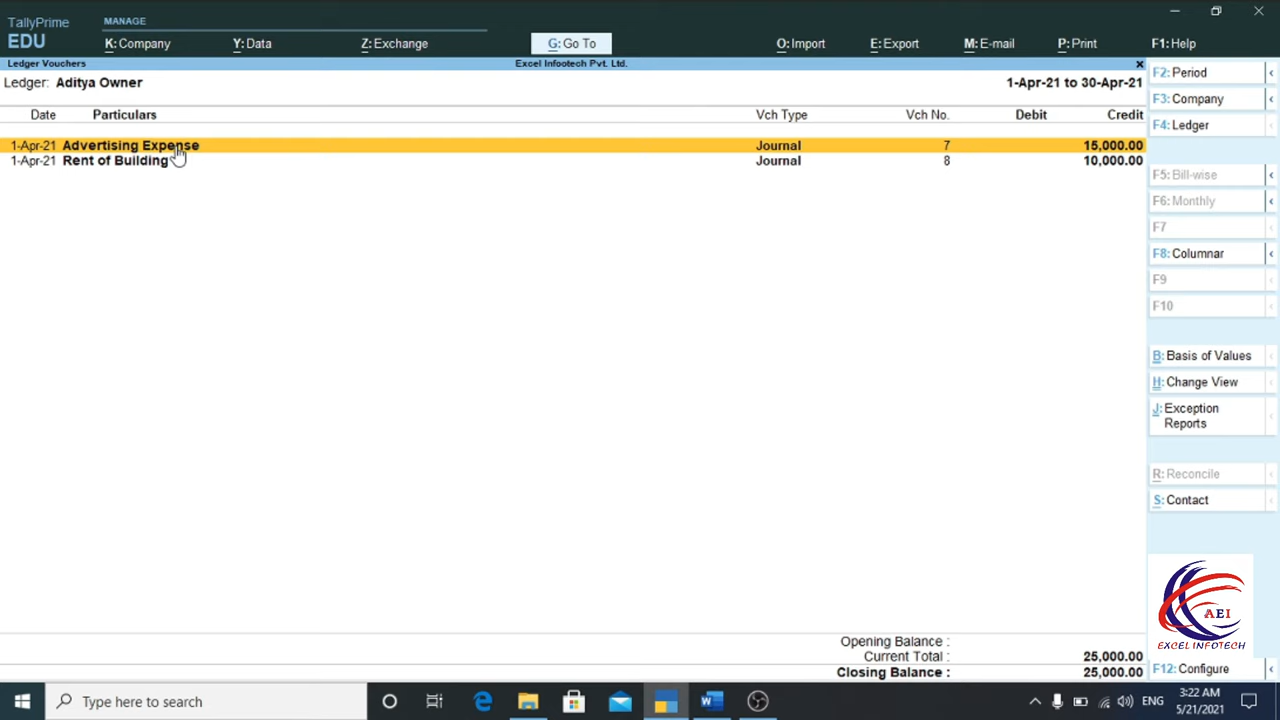 TallyPrime
EDU
MANAGE
K: Company
Y: Data
Z: Exchange
G: Go To
O: Import
E: Export
M: E-mail
P: Print
F1: Help
Ledger Vouchers
Excel Infotech Pvt. Ltd.
Ledger: Aditya Owner
1-Apr-21 to 30-Apr-21
Date Particulars Vch Type Vch No. Debit Credit
1-Apr-21 Advertising Expense Journal 7 15,000.00
1-Apr-21 Rent of Building Journal 8 10,000.00
Opening Balance :
Current Total : 25,000.00
Closing Balance : 25,000.00
F2: Period
F3: Company
F4: Ledger
F5: Bill-wise
F6: Monthly
F7
F8: Columnar
F9
F10
B: Basis of Values
H: Change View
J: Exception
Reports
R: Reconcile
S: Contact
AEI
EXCEL INFOTECH
F12: Configure
Type here to search
ENG
3:22 AM
5/21/2021